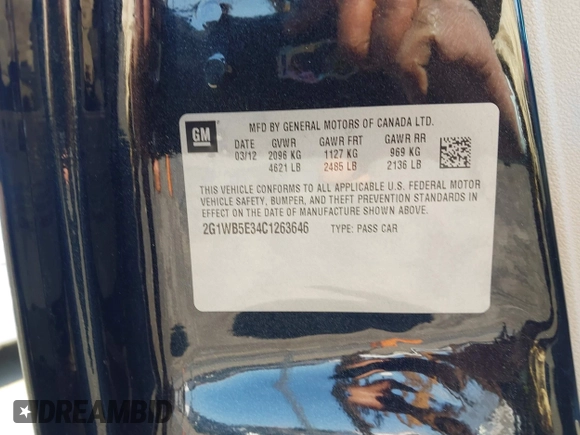 GM
MFD BY GENERAL MOTORS OF CANADA LTD.
DATE GVWR GAWR FRT GAWR RR
03/12 2096 KG 1127 KG 969 KG
4621 LB 2485 LB 2136 LB
THIS VEHICLE CONFORMS TO ALL APPLICABLE U.S. FEDERAL MOTOR
VEHICLE SAFETY, BUMPER, AND THEFT PREVENTION STANDARDS IN
EFFECT ON THE DATE OF MANUFACTURE SHOWN ABOVE.
2G1WB5E34C1263646 TYPE: PASS CAR
DREAMBID